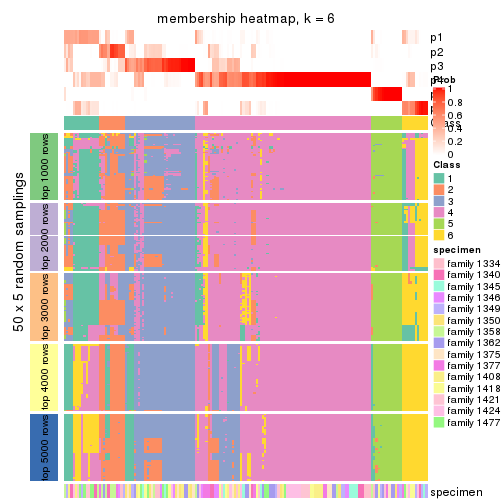 membership heatmap, k = 6
p1
p2
p3
Prob
1
0.8
0.6
0.4
0.2
0
Class
1
2
3
4
5
6
specimen
family 1334
family 1340
family 1345
family 1346
family 1349
family 1350
family 1358
family 1362
family 1375
family 1377
family 1408
family 1418
family 1421
family 1424
family 1477
50 x 5 random samplings
top 1000 rows
top 2000 rows
top 3000 rows
top 4000 rows
top 5000 rows
specimen